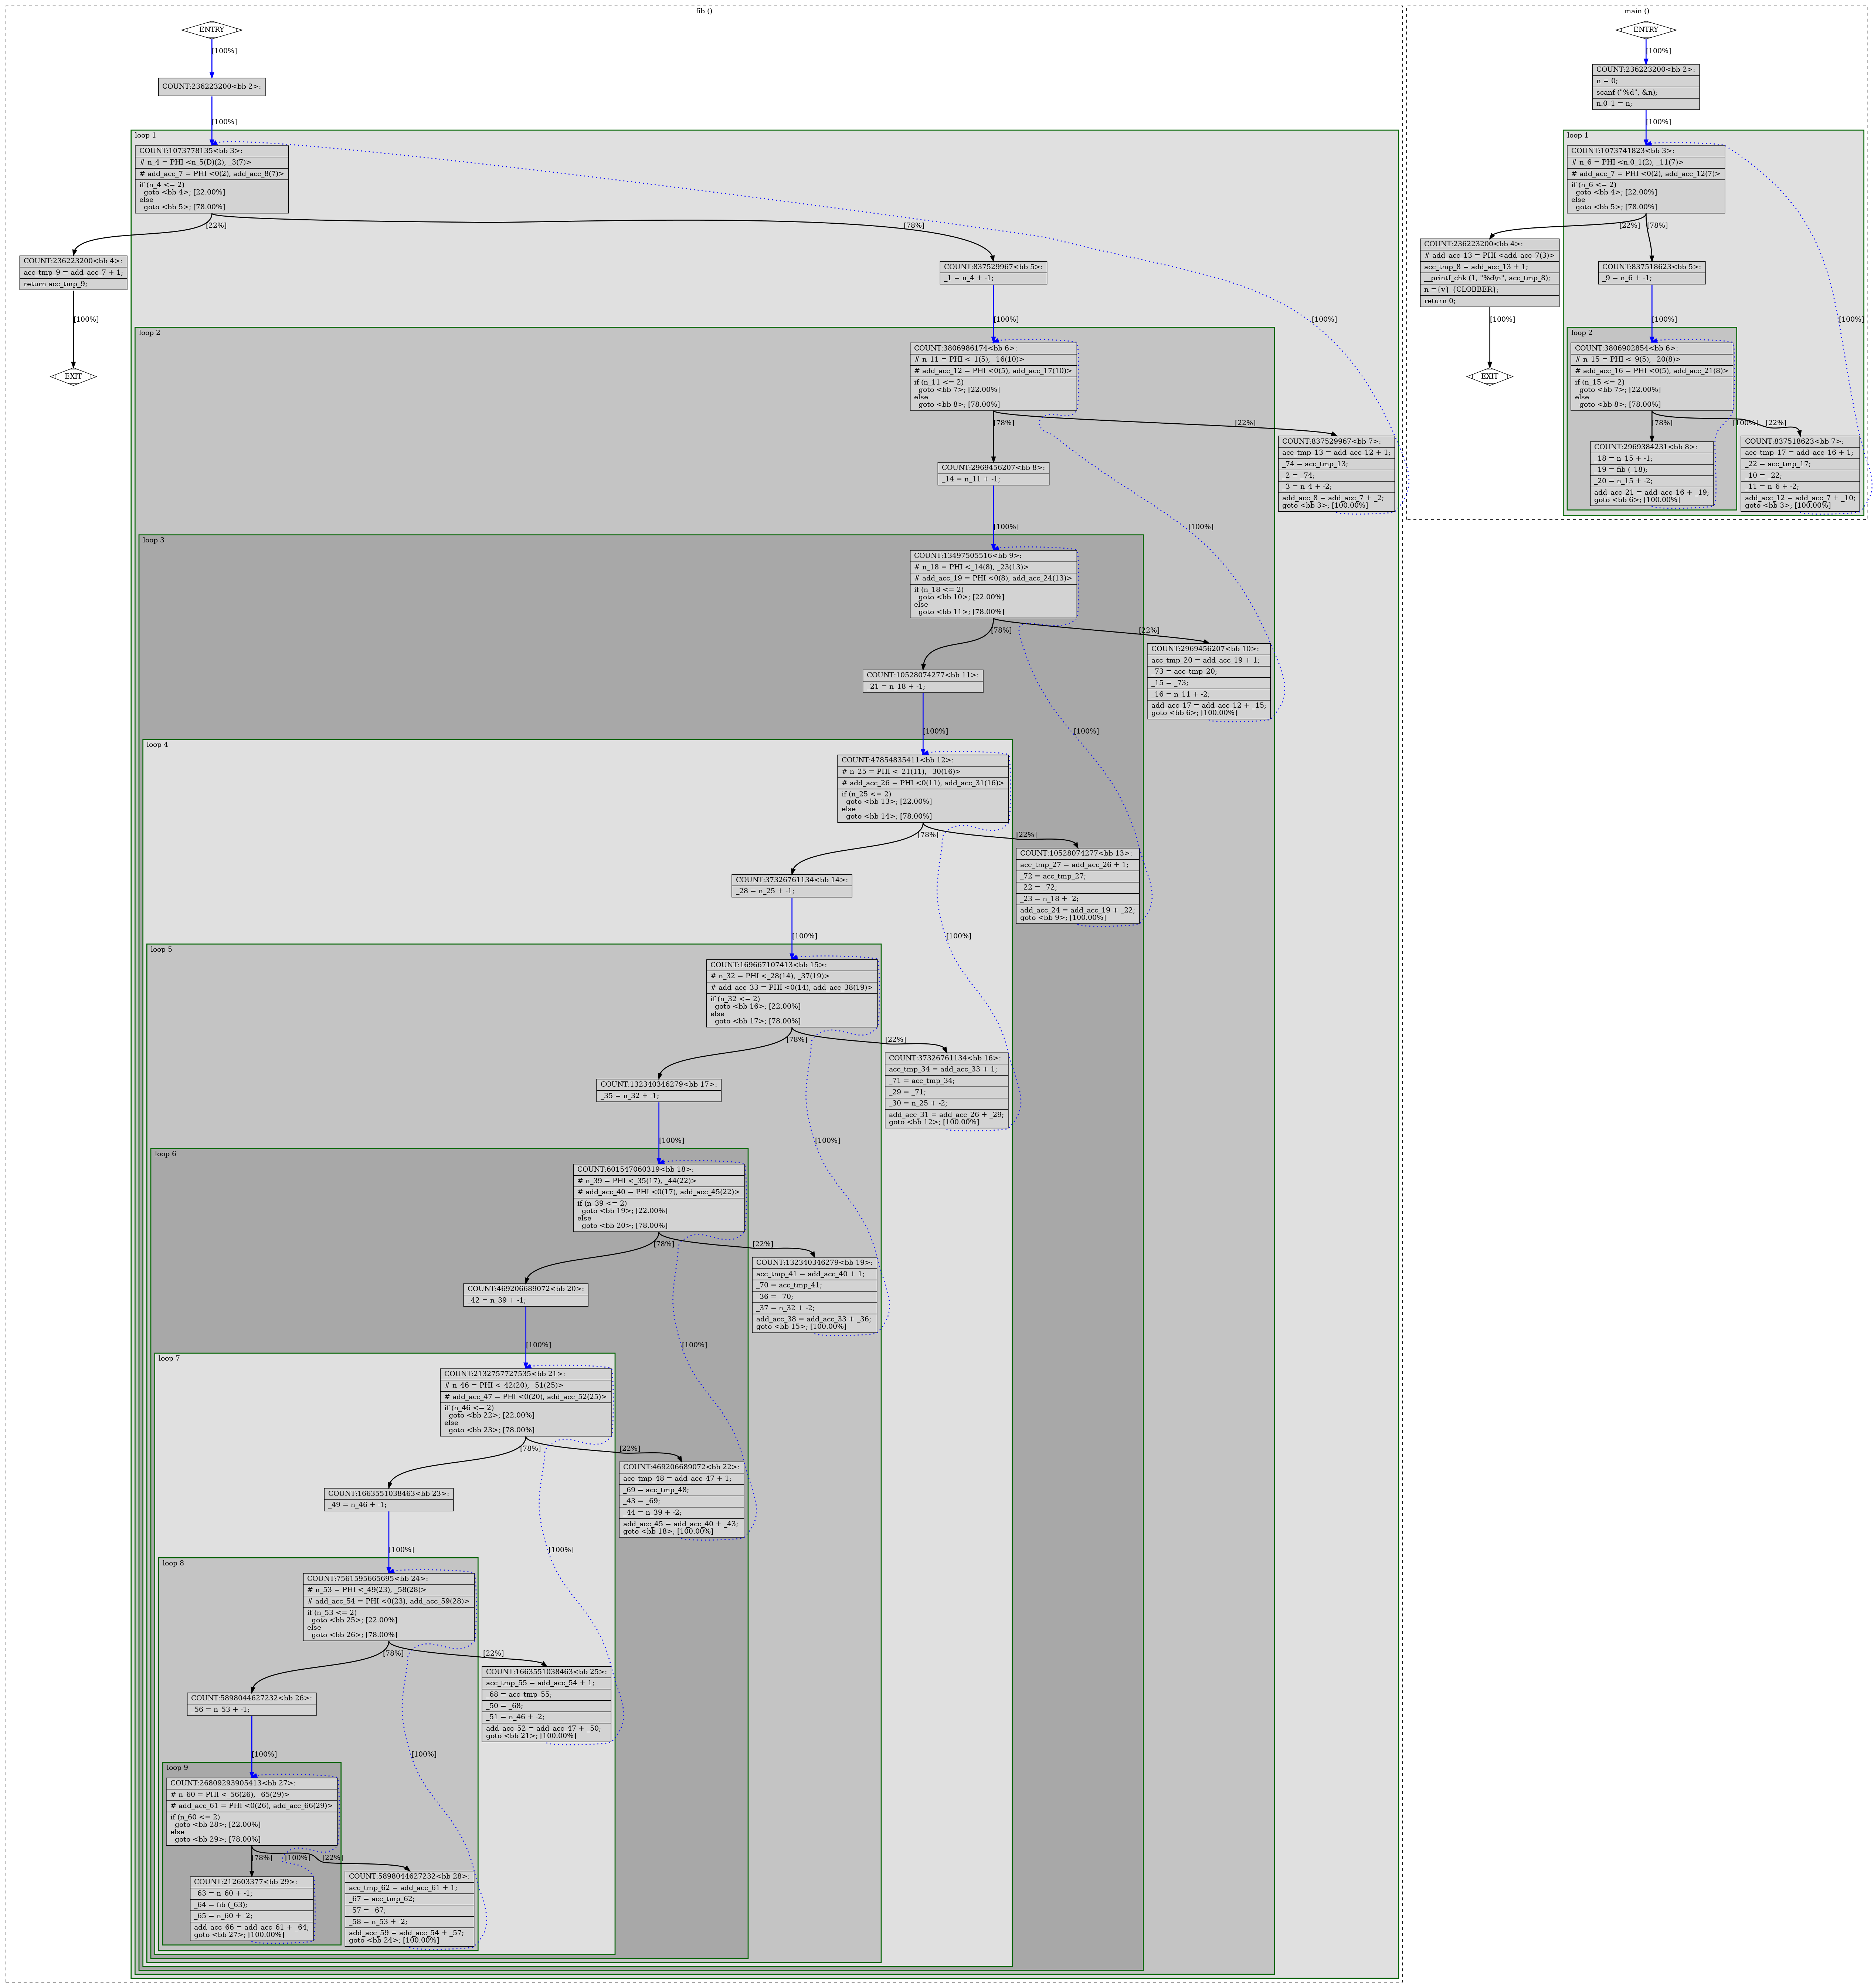 fib ()
ENTRY
[100%]
COUNT:236223200<bb 2>:
[100%]
loop 1
COUNT:1073778135<bb 3>:
# n_4 = PHI <n_5(D)(2), _3(7)>
# add_acc_7 = PHI <0(2), add_acc_8(7)>
if (n_4 <= 2)
goto <bb 4>; [22.00%]
else
goto <bb 5>; [78.00%]
[22%]
[78%]
COUNT:236223200<bb 4>:
acc_tmp_9 = add_acc_7 + 1;
return acc_tmp_9;
[100%]
EXIT
COUNT:837529967<bb 5>:
_1 = n_4 + -1;
[100%]
[100%]
loop 2
COUNT:3806986174<bb 6>:
# n_11 = PHI <_1(5), _16(10)>
# add_acc_12 = PHI <0(5), add_acc_17(10)>
if (n_11 <= 2)
goto <bb 7>; [22.00%]
else
goto <bb 8>; [78.00%]
[78%]
[22%]
COUNT:837529967<bb 7>:
acc_tmp_13 = add_acc_12 + 1;
_74 = acc_tmp_13;
_2 = _74;
_3 = n_4 + -2;
add_acc_8 = add_acc_7 + _2;
goto <bb 3>; [100.00%]
COUNT:2969456207<bb 8>:
_14 = n_11 + -1;
[100%]
[100%]
loop 3
COUNT:13497505516<bb 9>:
# n_18 = PHI <_14(8), _23(13)>
# add_acc_19 = PHI <0(8), add_acc_24(13)>
if (n_18 <= 2)
goto <bb 10>; [22.00%]
else
goto <bb 11>; [78.00%]
[78%]
[22%]
COUNT:2969456207<bb 10>:
acc_tmp_20 = add_acc_19 + 1;
_73 = acc_tmp_20;
_15 = _73;
_16 = n_11 + -2;
add_acc_17 = add_acc_12 + _15;
goto <bb 6>; [100.00%]
COUNT:10528074277<bb 11>:
_21 = n_18 + -1;
[100%]
[100%]
loop 4
COUNT:47854835411<bb 12>:
# n_25 = PHI <_21(11), _30(16)>
# add_acc_26 = PHI <0(11), add_acc_31(16)>
if (n_25 <= 2)
goto <bb 13>; [22.00%]
else
goto <bb 14>; [78.00%]
[78%]
[22%]
COUNT:10528074277<bb 13>:
acc_tmp_27 = add_acc_26 + 1;
_72 = acc_tmp_27;
_22 = _72;
_23 = n_18 + -2;
add_acc_24 = add_acc_19 + _22;
goto <bb 9>; [100.00%]
COUNT:37326761134<bb 14>:
_28 = n_25 + -1;
[100%]
[100%]
loop 5
COUNT:169667107413<bb 15>:
# n_32 = PHI <_28(14), _37(19)>
# add_acc_33 = PHI <0(14), add_acc_38(19)>
if (n_32 <= 2)
goto <bb 16>; [22.00%]
else
goto <bb 17>; [78.00%]
[78%]
[22%]
COUNT:37326761134<bb 16>:
acc_tmp_34 = add_acc_33 + 1;
_71 = acc_tmp_34;
_29 = _71;
_30 = n_25 + -2;
add_acc_31 = add_acc_26 + _29;
goto <bb 12>; [100.00%]
COUNT:132340346279<bb 17>:
_35 = n_32 + -1;
[100%]
[100%]
loop 6
COUNT:601547060319<bb 18>:
# n_39 = PHI <_35(17), _44(22)>
# add_acc_40 = PHI <0(17), add_acc_45(22)>
if (n_39 <= 2)
goto <bb 19>; [22.00%]
else
goto <bb 20>; [78.00%]
[78%]
[22%]
COUNT:132340346279<bb 19>:
acc_tmp_41 = add_acc_40 + 1;
_70 = acc_tmp_41;
_36 = _70;
_37 = n_32 + -2;
add_acc_38 = add_acc_33 + _36;
goto <bb 15>; [100.00%]
COUNT:469206689072<bb 20>:
_42 = n_39 + -1;
[100%]
[100%]
loop 7
COUNT:2132757727535<bb 21>:
# n_46 = PHI <_42(20), _51(25)>
# add_acc_47 = PHI <0(20), add_acc_52(25)>
if (n_46 <= 2)
goto <bb 22>; [22.00%]
else
goto <bb 23>; [78.00%]
[78%]
[22%]
COUNT:469206689072<bb 22>:
acc_tmp_48 = add_acc_47 + 1;
_69 = acc_tmp_48;
_43 = _69;
_44 = n_39 + -2;
add_acc_45 = add_acc_40 + _43;
goto <bb 18>; [100.00%]
COUNT:1663551038463<bb 23>:
_49 = n_46 + -1;
[100%]
[100%]
loop 8
COUNT:7561595665695<bb 24>:
# n_53 = PHI <_49(23), _58(28)>
# add_acc_54 = PHI <0(23), add_acc_59(28)>
if (n_53 <= 2)
goto <bb 25>; [22.00%]
else
goto <bb 26>; [78.00%]
[78%]
[22%]
COUNT:1663551038463<bb 25>:
acc_tmp_55 = add_acc_54 + 1;
_68 = acc_tmp_55;
_50 = _68;
_51 = n_46 + -2;
add_acc_52 = add_acc_47 + _50;
goto <bb 21>; [100.00%]
COUNT:5898044627232<bb 26>:
_56 = n_53 + -1;
[100%]
[100%]
loop 9
COUNT:26809293905413<bb 27>:
# n_60 = PHI <_56(26), _65(29)>
# add_acc_61 = PHI <0(26), add_acc_66(29)>
if (n_60 <= 2)
goto <bb 28>; [22.00%]
else
goto <bb 29>; [78.00%]
[78%]
[100%]
[22%]
COUNT:212603377<bb 29>:
_63 = n_60 + -1;
_64 = fib (_63);
_65 = n_60 + -2;
add_acc_66 = add_acc_61 + _64;
goto <bb 27>; [100.00%]
COUNT:5898044627232<bb 28>:
acc_tmp_62 = add_acc_61 + 1;
_67 = acc_tmp_62;
_57 = _67;
_58 = n_53 + -2;
add_acc_59 = add_acc_54 + _57;
goto <bb 24>; [100.00%]
main ()
ENTRY
[100%]
COUNT:236223200<bb 2>:
n = 0;
scanf ("%d", &n);
n.0_1 = n;
[100%]
loop 1
COUNT:1073741823<bb 3>:
# n_6 = PHI <n.0_1(2), _11(7)>
# add_acc_7 = PHI <0(2), add_acc_12(7)>
if (n_6 <= 2)
goto <bb 4>; [22.00%]
else
goto <bb 5>; [78.00%]
[22%]
[78%]
COUNT:236223200<bb 4>:
# add_acc_13 = PHI <add_acc_7(3)>
acc_tmp_8 = add_acc_13 + 1;
__printf_chk (1, "%d\n", acc_tmp_8);
n ={v} {CLOBBER};
return 0;
[100%]
EXIT
COUNT:837518623<bb 5>:
_9 = n_6 + -1;
[100%]
[100%]
loop 2
COUNT:3806902854<bb 6>:
# n_15 = PHI <_9(5), _20(8)>
# add_acc_16 = PHI <0(5), add_acc_21(8)>
if (n_15 <= 2)
goto <bb 7>; [22.00%]
else
goto <bb 8>; [78.00%]
[78%]
[100%]
[22%]
COUNT:2969384231<bb 8>:
_18 = n_15 + -1;
_19 = fib (_18);
_20 = n_15 + -2;
add_acc_21 = add_acc_16 + _19;
goto <bb 6>; [100.00%]
COUNT:837518623<bb 7>:
acc_tmp_17 = add_acc_16 + 1;
_22 = acc_tmp_17;
_10 = _22;
_11 = n_6 + -2;
add_acc_12 = add_acc_7 + _10;
goto <bb 3>; [100.00%]